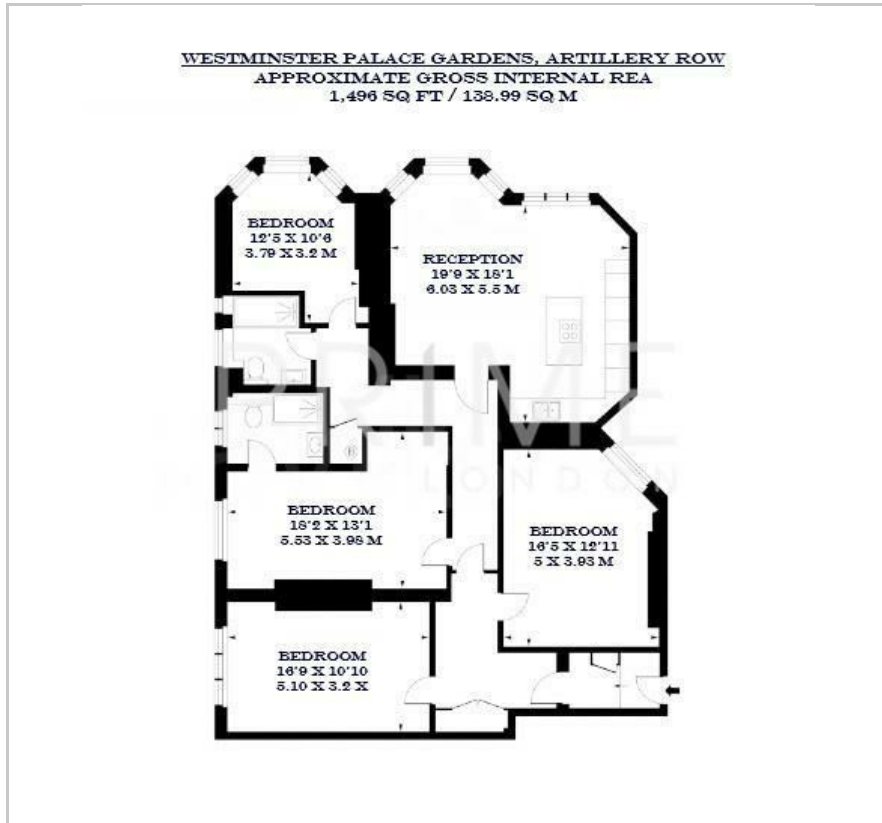 WESTMINSTER PALACE GARDENS, ARTILLERY ROW
APPROXIMATE GROSS INTERNAL REA
1,496 SQ FT / 138.99 SQ M
BEDROOM
12'5 X 10'6
3.79 X 3.2 M
RECEPTION
19'9 X 18'1
6.03 X 5.5 M
PRIME
LONDON
BEDROOM
18'2 X 13'1
5.53 X 3.98 M
BEDROOM
16'5 X 12'11
5 X 3.93 M
BEDROOM
16'9 X 10'10
5.10 X 3.2 X